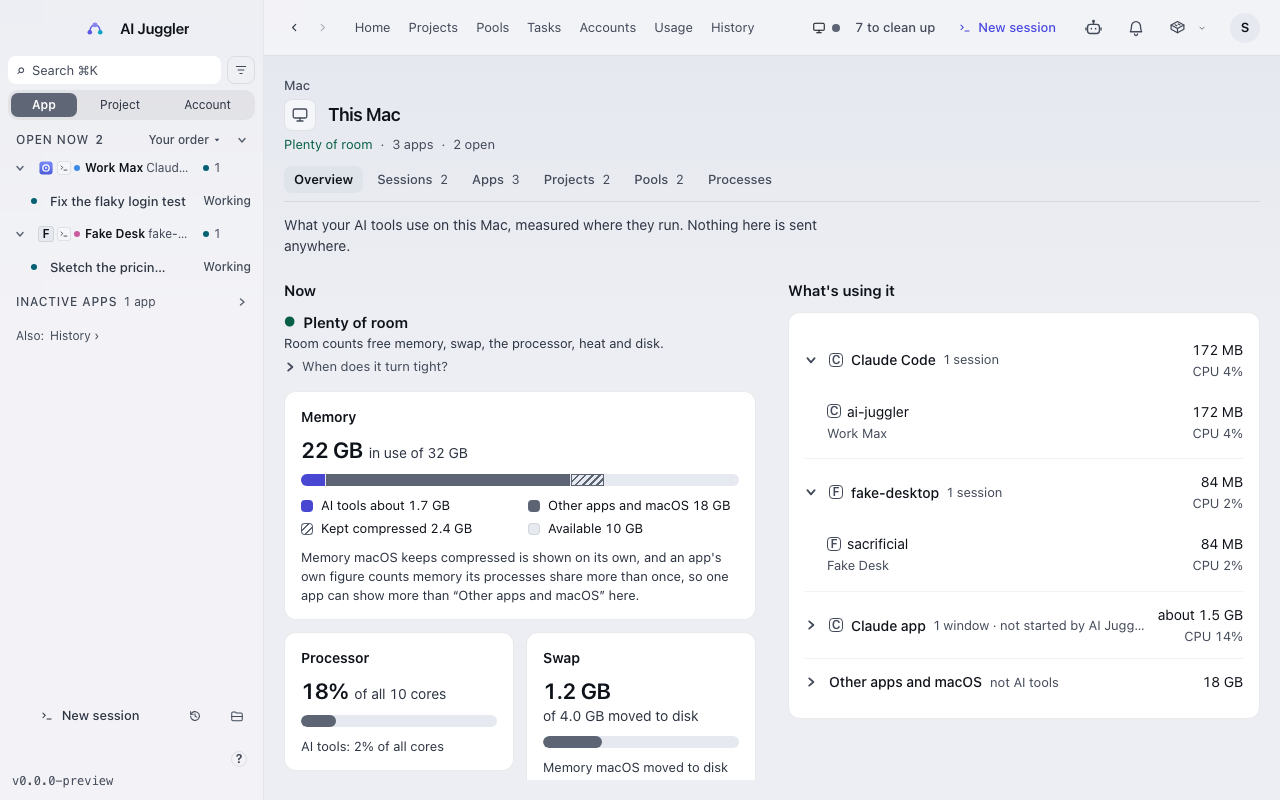 AI Juggler
Search ⌘K
App Project Account
OPEN NOW 2 Your order
Work Max Claud... 1
Fix the flaky login test Working
F Fake Desk fake-... 1
Sketch the pricin... Working
INACTIVE APPS 1 app
Also: History ›
New session
?
v0.0.0-preview
Home Projects Pools Tasks Accounts Usage History
7 to clean up
New session
S
Mac
This Mac
Plenty of room · 3 apps · 2 open
Overview Sessions 2 Apps 3 Projects 2 Pools 2 Processes
What your AI tools use on this Mac, measured where they run. Nothing here is sent
anywhere.
Now
Plenty of room
Room counts free memory, swap, the processor, heat and disk.
When does it turn tight?
Memory
22 GB in use of 32 GB
AI tools about 1.7 GB
Other apps and macOS 18 GB
Kept compressed 2.4 GB
Available 10 GB
Memory macOS keeps compressed is shown on its own, and an app's
own figure counts memory its processes share more than once, so one
app can show more than “Other apps and macOS” here.
Processor
18% of all 10 cores
AI tools: 2% of all cores
Swap
1.2 GB
of 4.0 GB moved to disk
Memory macOS moved to disk
What's using it
C Claude Code 1 session 172 MB
CPU 4%
C ai-juggler 172 MB
Work Max CPU 4%
F fake-desktop 1 session 84 MB
CPU 2%
F sacrificial 84 MB
Fake Desk CPU 2%
C Claude app 1 window · not started by AI Jugg... about 1.5 GB
CPU 14%
Other apps and macOS not AI tools 18 GB